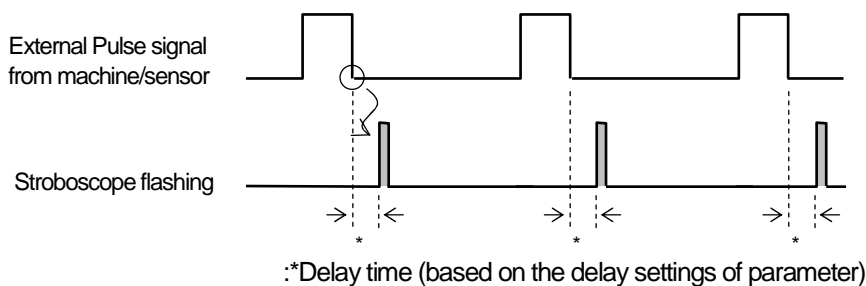 External Pulse signal
from machine/sensor
Stroboscope flashing
* * *
:*Delay time (based on the delay settings of parameter)